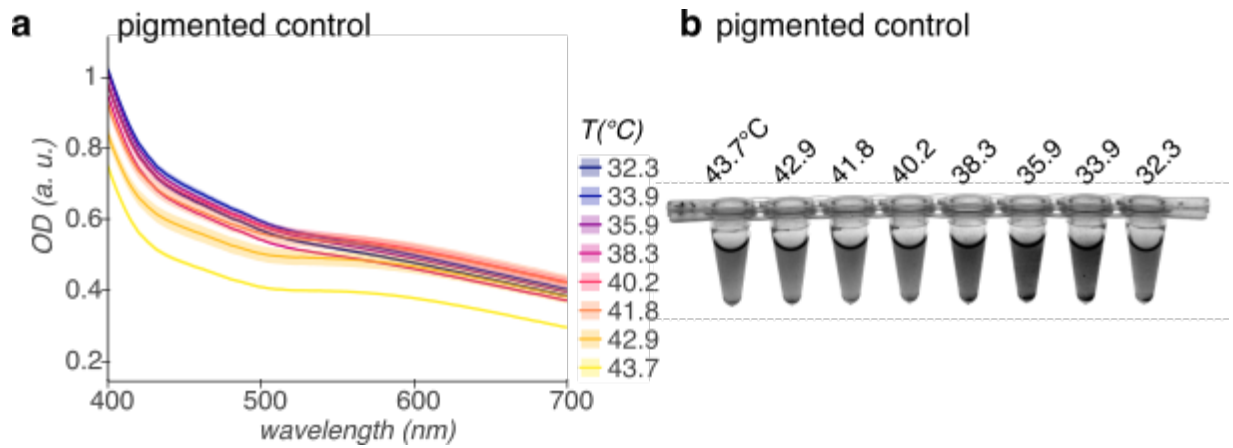 a pigmented control
OD (a. u.)
1
0.8
0.6
0.4
0.2
400 500 600 700
wavelength (nm)
T(°C)
32.3
33.9
35.9
38.3
40.2
41.8
42.9
43.7
b pigmented control
43.7°C 42.9 41.8 40.2 38.3 35.9 33.9 32.3